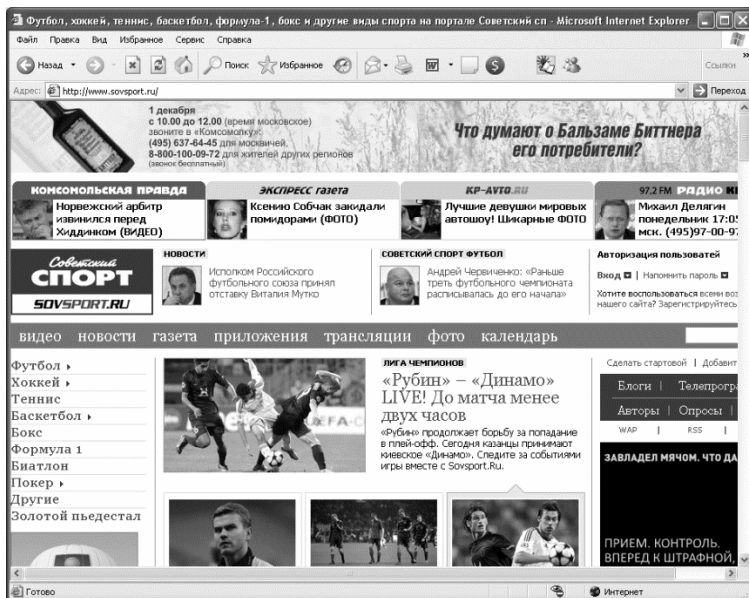 Футбол, хоккей, теннис, баскетбол, формула-1, бокс и другие виды спорта на портале Советский сп - Microsoft Internet Explorer
Файл Правка Вид Избранное Сервис Справка
Назад Поиск Избранное Ссылки
Адрес: http://www.sovsport.ru/ Переход
1 декабря
с 10.00 до 12.00 (время московское)
звоните в «Комсомолку»:
(495) 637-64-45 для москвичей,
8-800-100-09-72 для жителей других регионов
(звонок бесплатный)
Что думают о Бальзаме Биттнера
его потребители?
КОМСОМОЛЬСКАЯ ПРАВДА
Норвежский арбитр
извинился перед
Хиддинком (ВИДЕО)
ЭКСПРЕСС газета
Ксению Собчак закидали
помидорами (ФОТО)
KP-AVTO.RU
Лучшие девушки мировых
автошоу! Шикарные ФОТО
97,2 FM РАДИО
Михаил Делягин
понедельник 17:05
мск. (495)97-00-97
Советский
СПОРТ
SOVSPORT.RU
НОВОСТИ
Исполком Российского
футбольного союза принял
отставку Виталия Мутко
СОВЕТСКИЙ СПОРТ ФУТБОЛ
Андрей Червиченко: «Раньше
треть футбольного чемпионата
расписывалась до его начала»
Авторизация пользователей
Вход | Напомнить пароль
Хотите воспользоваться всеми воз
нашего сайта? Зарегистрируйтесь
видео новости газета приложения трансляции фото календарь
Футбол
Хоккей
Теннис
Баскетбол
Бокс
Формула 1
Биатлон
Покер
Другие
Золотой пьедестал
ЛИГА ЧЕМПИОНОВ
«Рубин» – «Динамо»
LIVE! До матча менее
двух часов
«Рубин» продолжает борьбу за попадание
в плей-офф. Сегодня казанцы принимают
киевское «Динамо». Следите за событиями
игры вместе с Sovsport.Ru.
Сделать стартовой | Добавит
Блоги | Телепрогра
Авторы | Опросы |
WAP | RSS |
ЗАВЛАДЕЛ МЯЧОМ. ЧТО ДА
ПРИЕМ. КОНТРОЛЬ.
ВПЕРЕД К ШТРАФНОЙ,
Готово Интернет